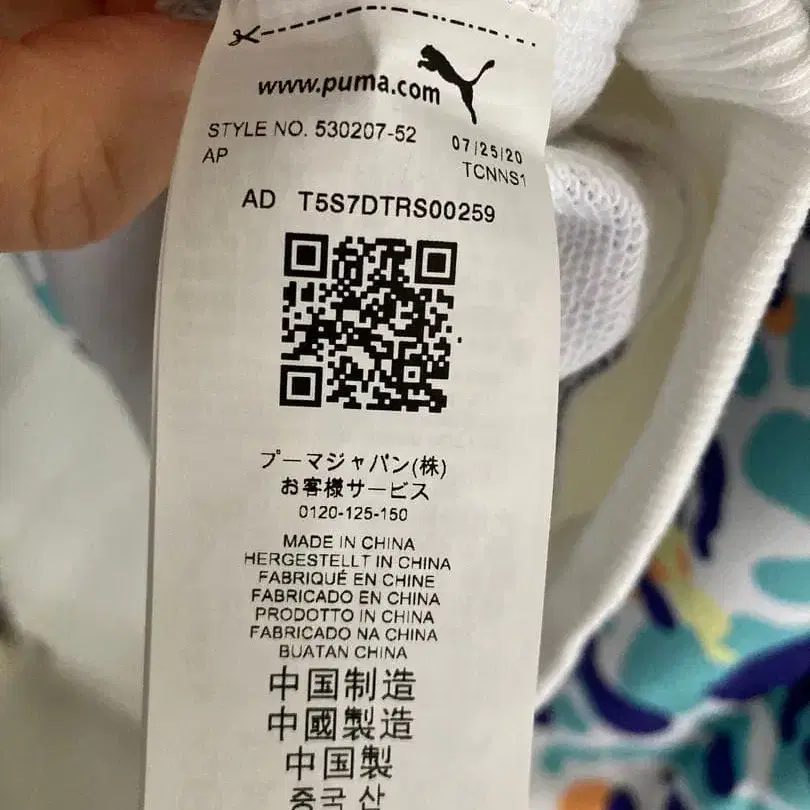 www.puma.com
STYLE NO. 530207-52 07/25/20
AP TCNNS1
AD T5S7DTRS00259
プーマジャパン(株)
お客様サービス
0120-125-150
MADE IN CHINA
HERGESTELLT IN CHINA
FABRIQUÉ EN CHINE
FABRICADO EN CHINA
PRODOTTO IN CHINA
FABRICADO NA CHINA
BUATAN CHINA
中国制造
中國製造
中国製
중국 산